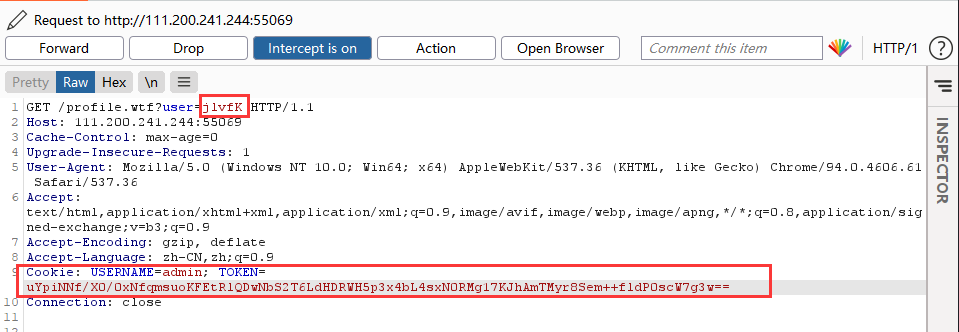 Request to http://111.200.241.244:55069
Forward Drop Intercept is on Action Open Browser Comment this item HTTP/1 ?
Pretty Raw Hex \n
1 GET /profile.wtf?user=jlvfK HTTP/1.1
2 Host: 111.200.241.244:55069
3 Cache-Control: max-age=0
4 Upgrade-Insecure-Requests: 1
5 User-Agent: Mozilla/5.0 (Windows NT 10.0; Win64; x64) AppleWebKit/537.36 (KHTML, like Gecko) Chrome/94.0.4606.61
Safari/537.36
6 Accept:
text/html,application/xhtml+xml,application/xml;q=0.9,image/avif,image/webp,image/apng,*/*;q=0.8,application/sig
ned-exchange;v=b3;q=0.9
7 Accept-Encoding: gzip, deflate
8 Accept-Language: zh-CN,zh;q=0.9
9 Cookie: USERNAME=admin; TOKEN=
uYpiNNf/X0/0xNfqmsuoKFEtRlQDwNbS2T6LdHDRWH5p3x4bL4sxN0RMg17KJhAmTMyr8Sem++fldP0scW7g3w==
10 Connection: close
11
12
INSPECTOR